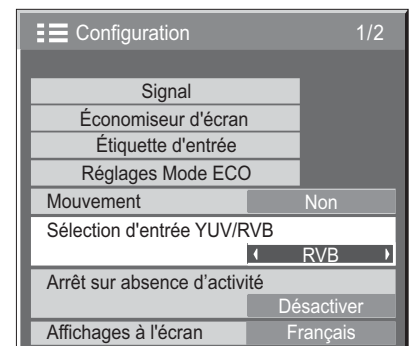 Configuration 1/2
Signal
Économiseur d'écran
Étiquette d'entrée
Réglages Mode ECO
Mouvement Non
Sélection d'entrée YUV/RVB
RVB
Arrêt sur absence d'activité
Désactiver
Affichages à l'écran Français